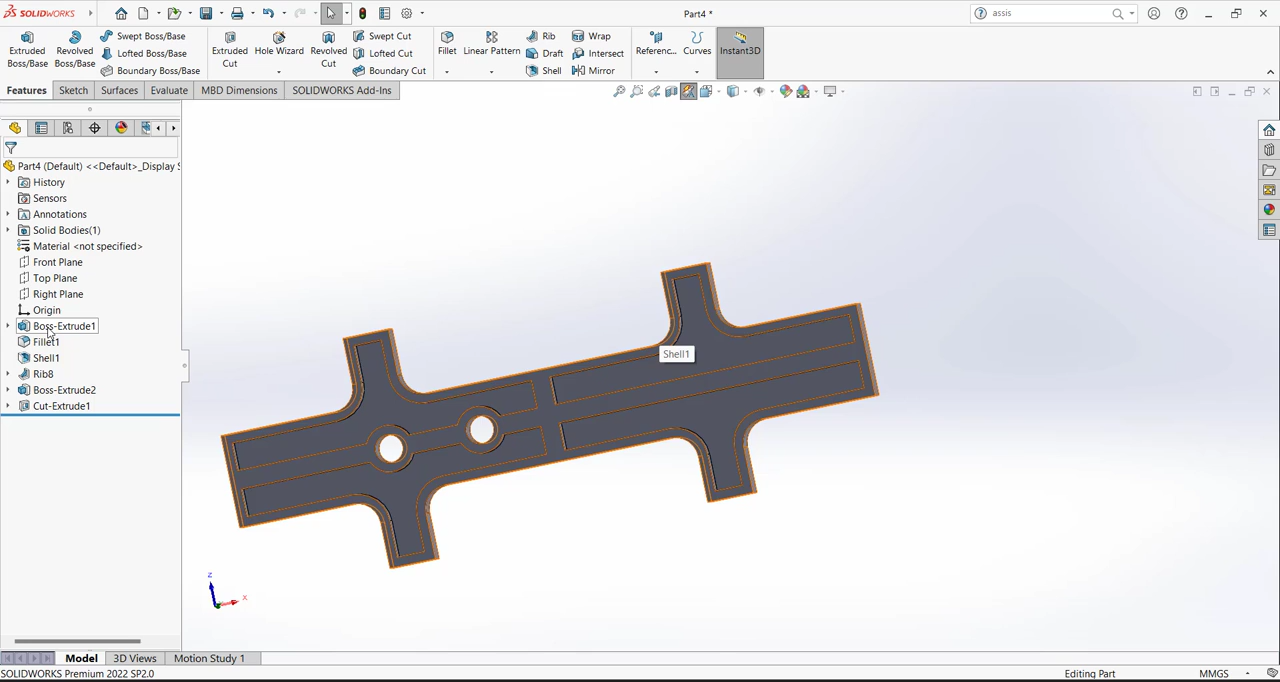 SOLIDWORKS
Part4 *
assis
Extruded Boss/Base
Revolved Boss/Base
Swept Boss/Base
Lofted Boss/Base
Boundary Boss/Base
Extruded Cut
Hole Wizard
Revolved Cut
Swept Cut
Lofted Cut
Boundary Cut
Fillet
Linear Pattern
Rib
Draft
Shell
Wrap
Intersect
Mirror
Referenc...
Curves
Instant3D
Features
Sketch
Surfaces
Evaluate
MBD Dimensions
SOLIDWORKS Add-Ins
Part4 (Default) <<Default>_Display S
History
Sensors
Annotations
Solid Bodies(1)
Material <not specified>
Front Plane
Top Plane
Right Plane
Origin
Boss-Extrude1
Fillet1
Shell1
Rib8
Boss-Extrude2
Cut-Extrude1
Shell1
Z
X
Model
3D Views
Motion Study 1
SOLIDWORKS Premium 2022 SP2.0
Editing Part
MMGS